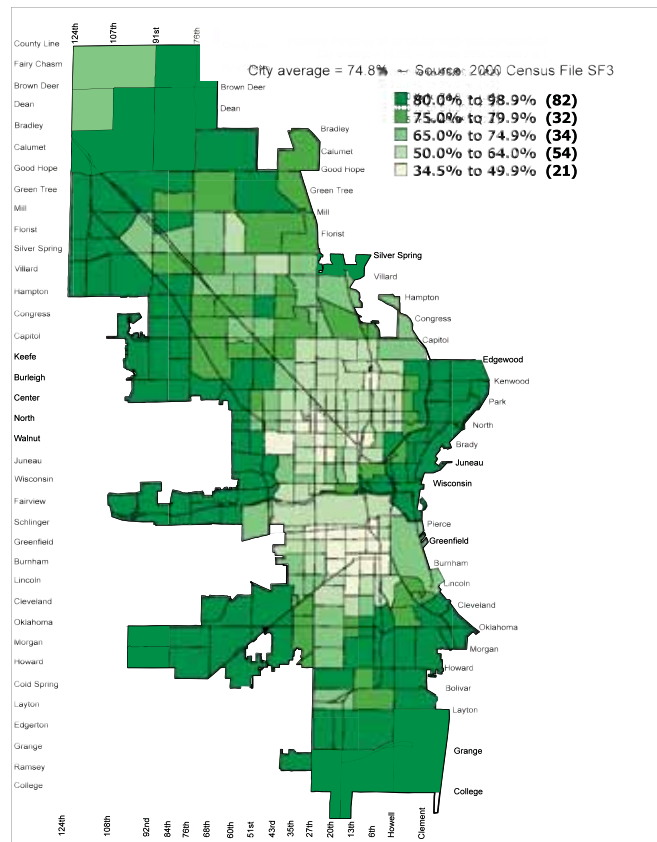 124th
107th
91st
76th
County Line
Fairy Chasm
Brown Deer
Dean
Bradley
Calumet
Good Hope
Green Tree
Mill
Florist
Silver Spring
Villard
Hampton
Congress
Capitol
Keefe
Burleigh
Center
North
Walnut
Juneau
Wisconsin
Fairview
Schlinger
Greenfield
Burnham
Lincoln
Cleveland
Oklahoma
Morgan
Howard
Cold Spring
Layton
Edgerton
Grange
Ramsey
College
City average = 74.8% – Source 2000 Census File SF3
80.0% to 98.9% (82)
75.0% to 79.9% (32)
65.0% to 74.9% (34)
50.0% to 64.0% (54)
34.5% to 49.9% (21)
Brown Deer
Dean
Bradley
Calumet
Good Hope
Green Tree
Mill
Florist
Silver Spring
Villard
Hampton
Congress
Capitol
Edgewood
Kenwood
Park
North
Brady
Juneau
Wisconsin
Pierce
Greenfield
Burnham
Lincoln
Cleveland
Oklahoma
Morgan
Howard
Bolivar
Layton
Grange
College
124th
108th
92nd
84th
76th
68th
60th
51st
43rd
35th
27th
20th
13th
6th
Howell
Clement